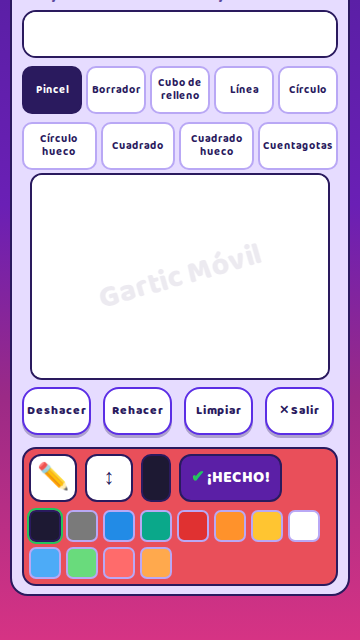 Pincel
Borrador
Cubo de
relleno
Línea
Círculo
Círculo
hueco
Cuadrado
Cuadrado
hueco
Cuentagotas
Gartic Móvil
Deshacer
Rehacer
Limpiar
✕ Salir
↕
✔ ¡HECHO!